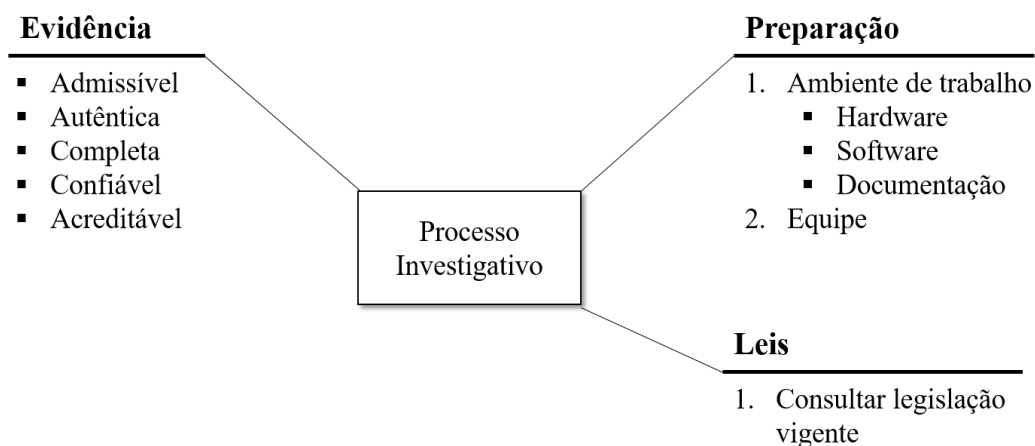 Evidência
▪ Admissível
▪ Autêntica
▪ Completa
▪ Confiável
▪ Acreditável
Preparação
1. Ambiente de trabalho
▪ Hardware
▪ Software
▪ Documentação
2. Equipe
Processo
Investigativo
Leis
1. Consultar legislação
vigente